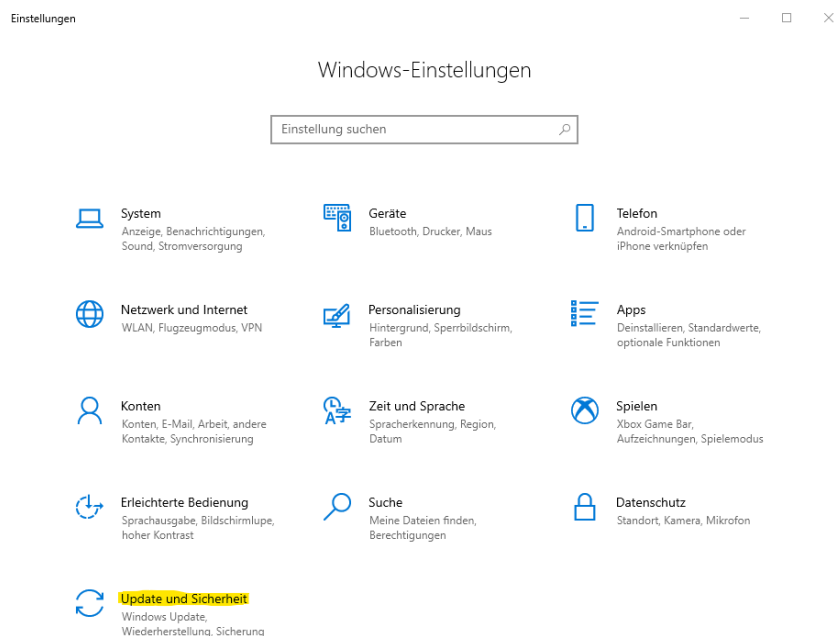 Einstellungen
Windows-Einstellungen
Einstellung suchen
System
Anzeige, Benachrichtigungen,
Sound, Stromversorgung
Geräte
Bluetooth, Drucker, Maus
Telefon
Android-Smartphone oder
iPhone verknüpfen
Netzwerk und Internet
WLAN, Flugzeugmodus, VPN
Personalisierung
Hintergrund, Sperrbildschirm,
Farben
Apps
Deinstallieren, Standardwerte,
optionale Funktionen
Konten
Konten, E-Mail, Arbeit, andere
Kontakte, Synchronisierung
Zeit und Sprache
Spracherkennung, Region,
Datum
Spielen
Xbox Game Bar,
Aufzeichnungen, Spielemodus
Erleichterte Bedienung
Sprachausgabe, Bildschirmlupe,
hoher Kontrast
Suche
Meine Dateien finden,
Berechtigungen
Datenschutz
Standort, Kamera, Mikrofon
Update und Sicherheit
Windows Update,
Wiederherstellung, Sicherung